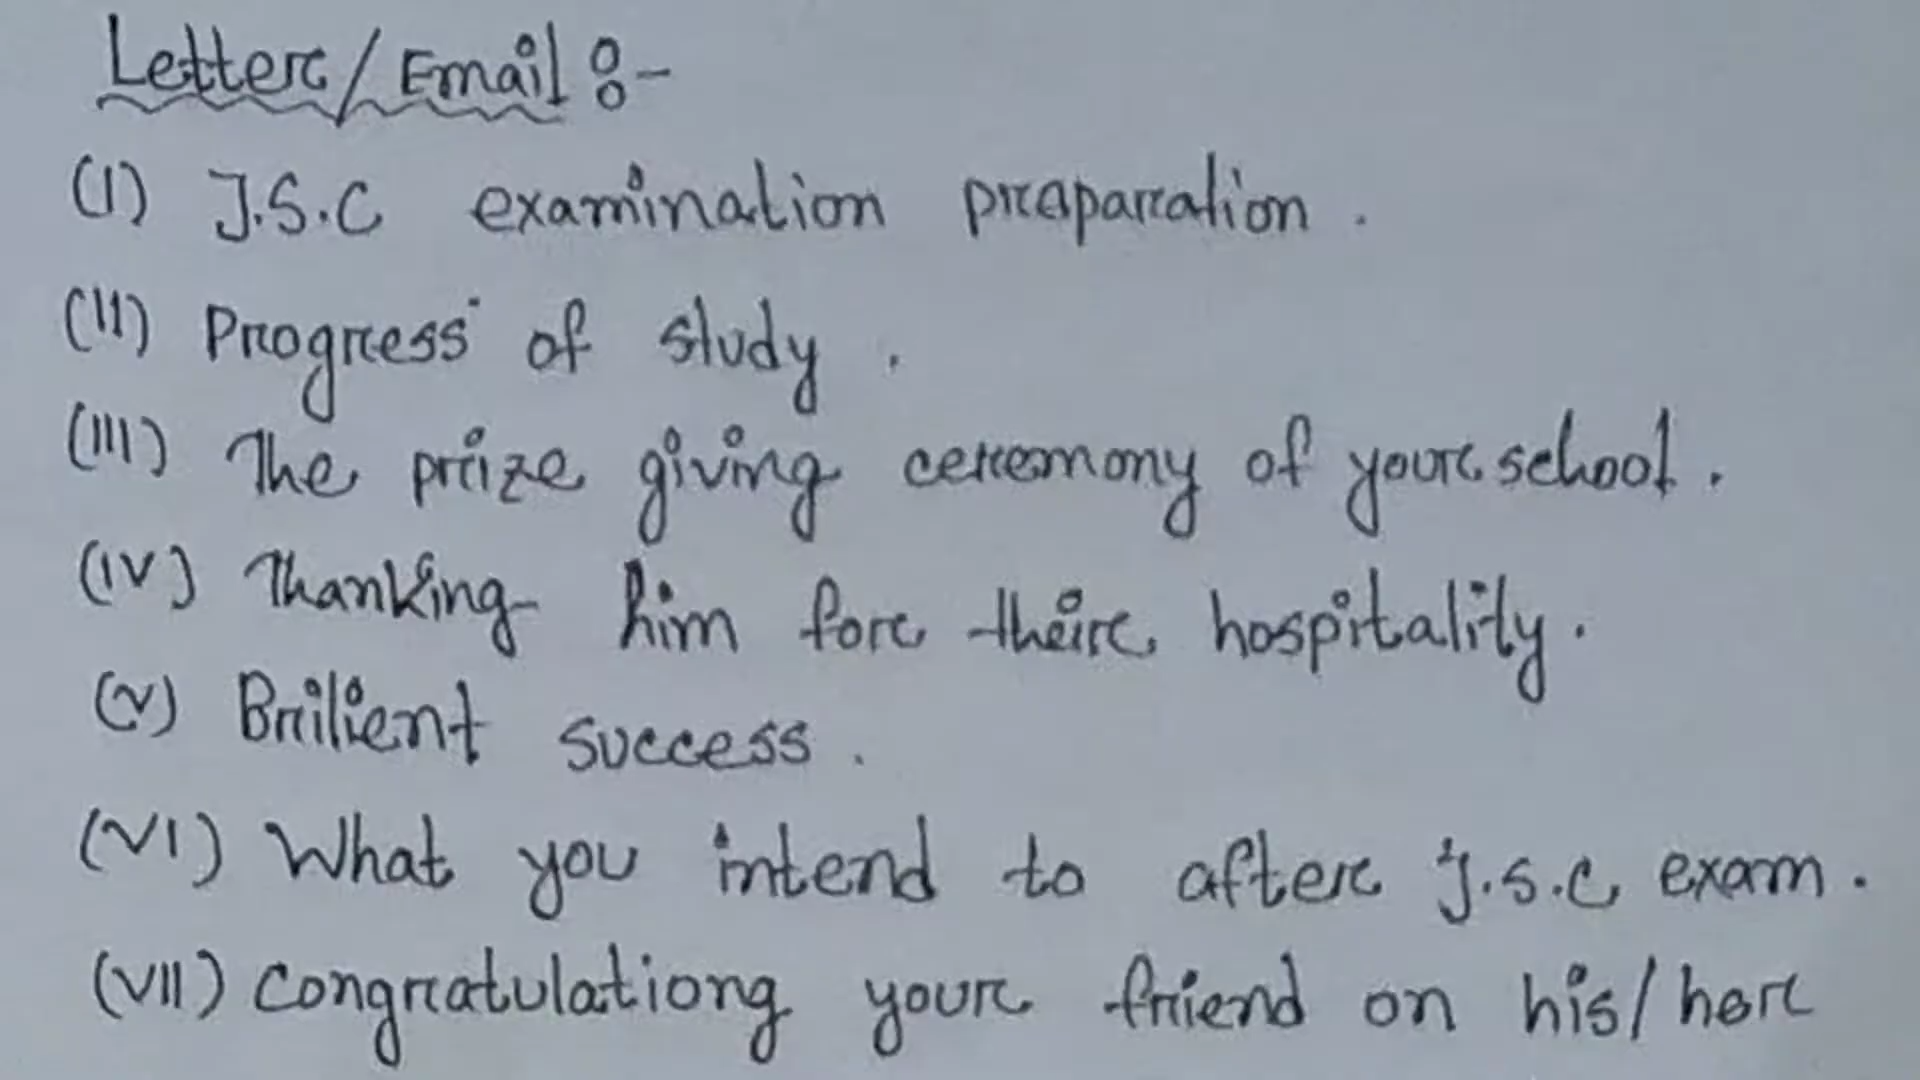 Letter/Email :-
(I) J.S.C examination preaparation.
(II) Progress of study.
(III) The prize giving ceremony of your school.
(IV) Thanking him for their hospitality.
(V) Brilient success.
(VI) What you intend to after J.S.C exam.
(VII) Congratulationg your friend on his/her